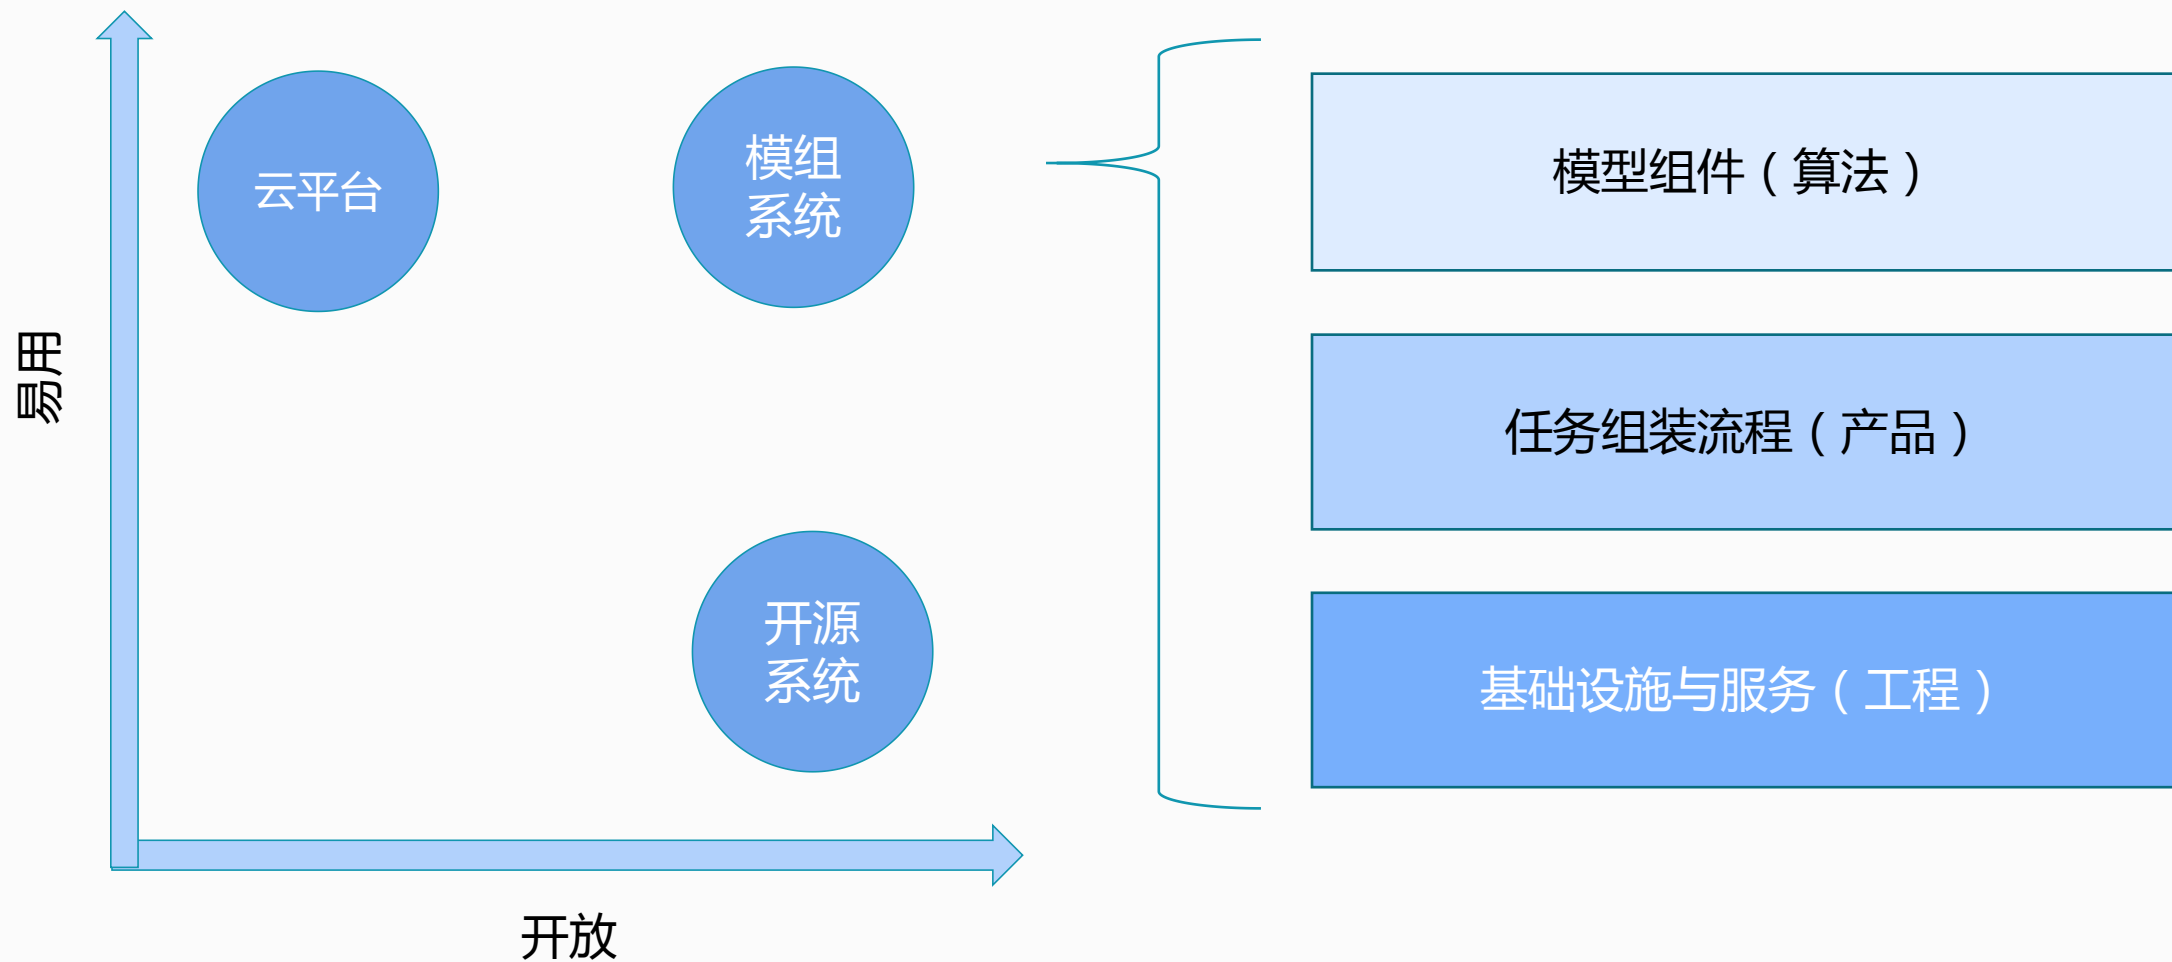 易用
云平台
模组
系统
开源
系统
开放
模型组件（算法）
任务组装流程（产品）
基础设施与服务（工程）